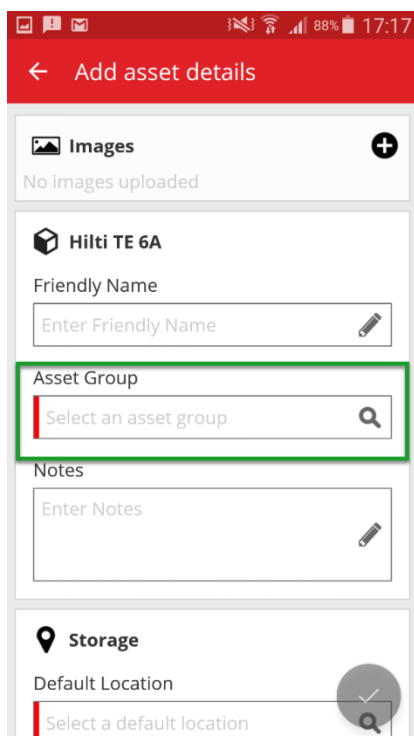 88% 17:17
Add asset details
Images
No images uploaded
Hilti TE 6A
Friendly Name
Enter Friendly Name
Asset Group
Select an asset group
Notes
Enter Notes
Storage
Default Location
Select a default location